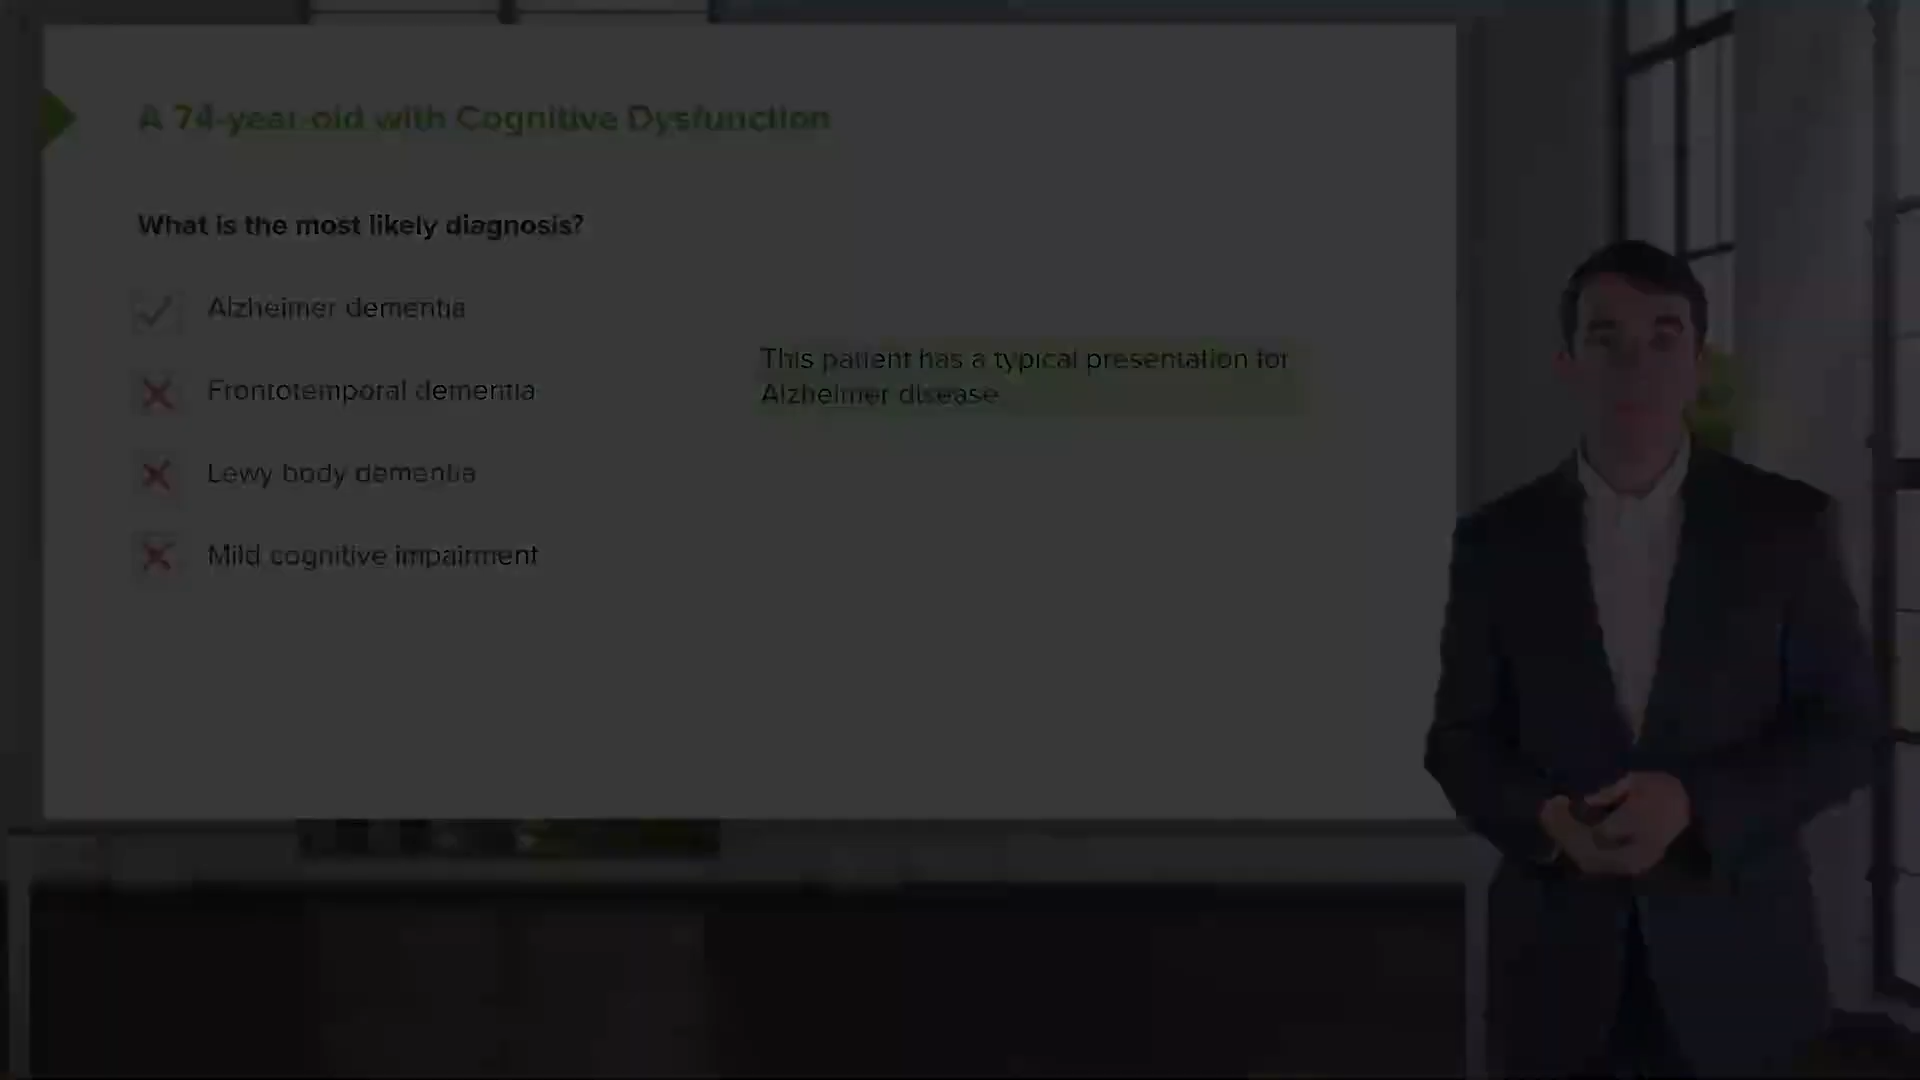 A 74-year-old with Cognitive Dysfunction
What is the most likely diagnosis?
Alzheimer dementia
Frontotemporal dementia
Lewy body dementia
Mild cognitive impairment
This patient has a typical presentation for
Alzheimer disease